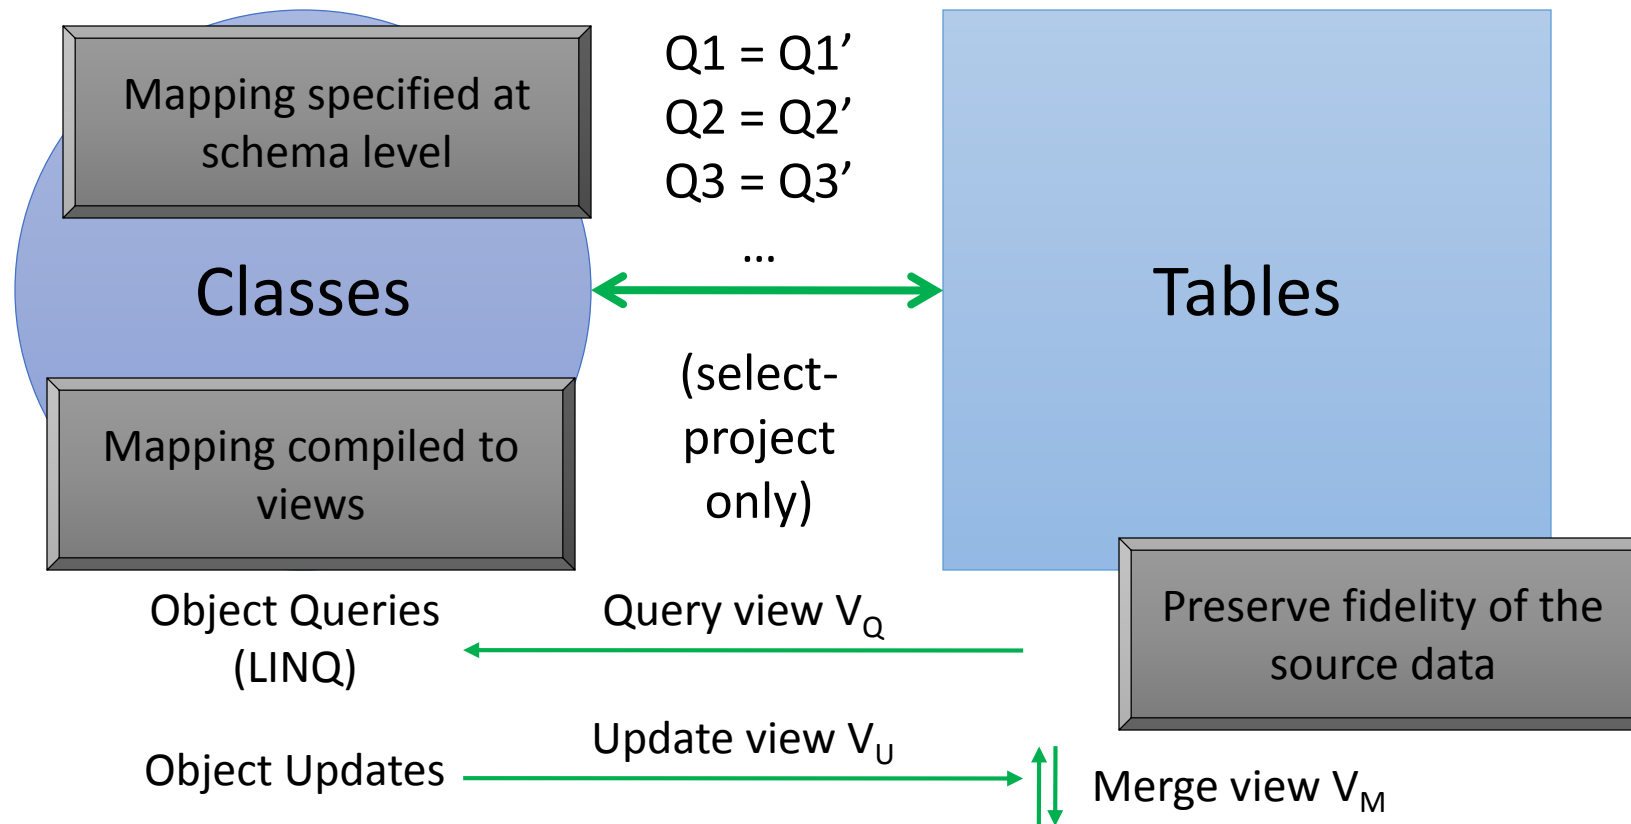 Mapping specified at
schema level
Q1 = Q1’
Q2 = Q2’
Q3 = Q3’
...
Classes
Tables
(select-
project
only)
Mapping compiled to
views
Object Queries
(LINQ)
Query view VQ
Preserve fidelity of the
source data
Object Updates
Update view VU
Merge view VM